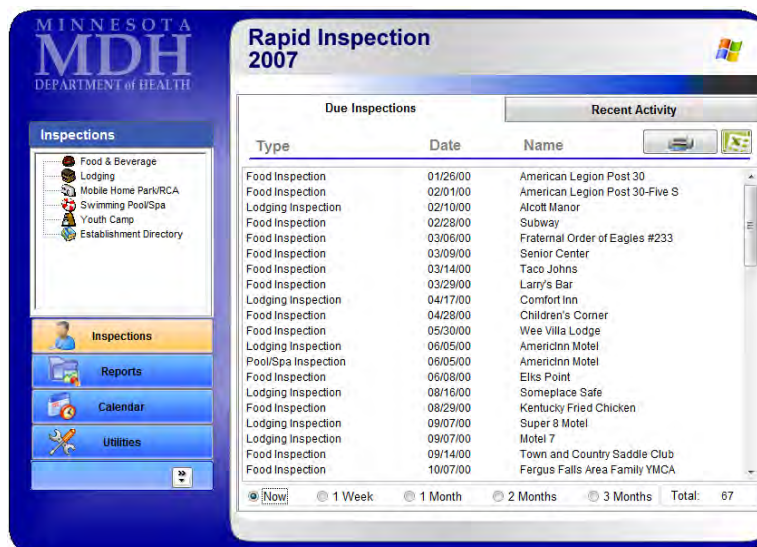 MINNESOTA
MDH
DEPARTMENT of HEALTH
Rapid Inspection
2007
Inspections
Food & Beverage
Lodging
Mobile Home Park/RCA
Swimming Pool/Spa
Youth Camp
Establishment Directory
Inspections
Reports
Calendar
Utilities
Due Inspections Recent Activity
Type Date Name
Food Inspection 01/26/00 American Legion Post 30
Food Inspection 02/01/00 American Legion Post 30-Five S
Lodging Inspection 02/10/00 Alcott Manor
Food Inspection 02/28/00 Subway
Food Inspection 03/06/00 Fraternal Order of Eagles #233
Food Inspection 03/09/00 Senior Center
Food Inspection 03/14/00 Taco Johns
Food Inspection 03/29/00 Larry's Bar
Lodging Inspection 04/17/00 Comfort Inn
Food Inspection 04/28/00 Children's Corner
Food Inspection 05/30/00 Wee Villa Lodge
Lodging Inspection 06/05/00 AmericInn Motel
Pool/Spa Inspection 06/05/00 AmericInn Motel
Food Inspection 06/08/00 Elks Point
Lodging Inspection 08/16/00 Someplace Safe
Food Inspection 08/29/00 Kentucky Fried Chicken
Lodging Inspection 09/07/00 Super 8 Motel
Lodging Inspection 09/07/00 Motel 7
Food Inspection 09/14/00 Town and Country Saddle Club
Food Inspection 10/07/00 Fergus Falls Area Family YMCA
Now 1 Week 1 Month 2 Months 3 Months Total: 67